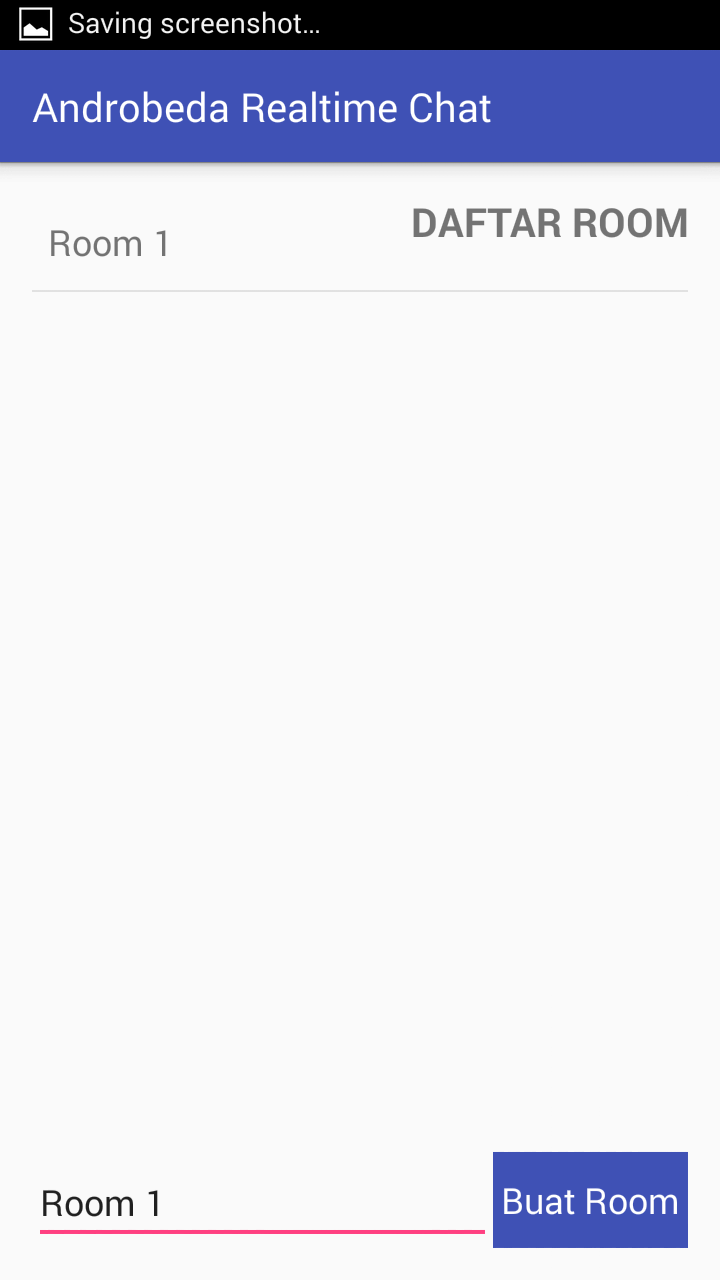 Saving screenshot...
Androbeda Realtime Chat
DAFTAR ROOM
Room 1
Room 1
Buat Room